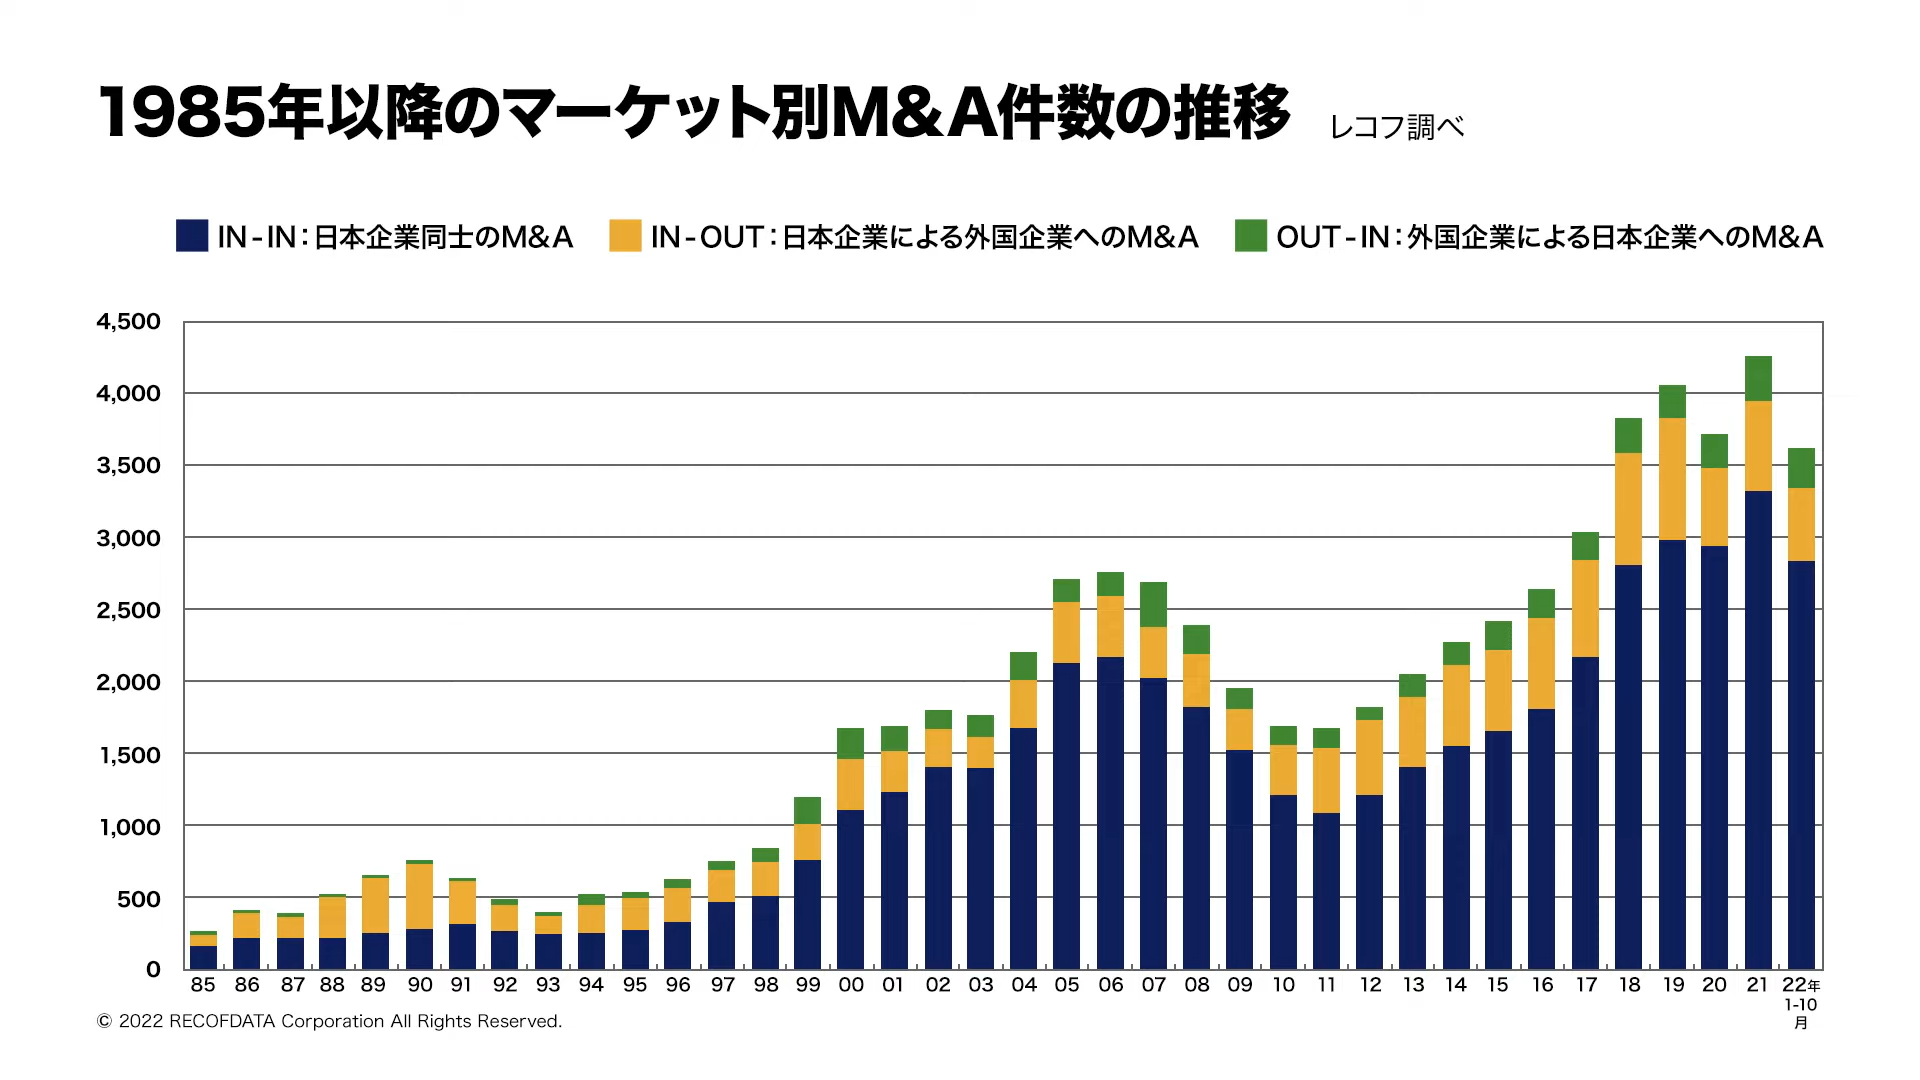 1985年以降のマーケット別M&A件数の推移 レコフ調べ
IN-IN：日本企業同士のM&A IN-OUT：日本企業による外国企業へのM&A OUT-IN：外国企業による日本企業へのM&A
4,500
4,000
3,500
3,000
2,500
2,000
1,500
1,000
500
0
85 86 87 88 89 90 91 92 93 94 95 96 97 98 99 00 01 02 03 04 05 06 07 08 09 10 11 12 13 14 15 16 17 18 19 20 21 22年
1-10
月
© 2022 RECOFDATA Corporation All Rights Reserved.